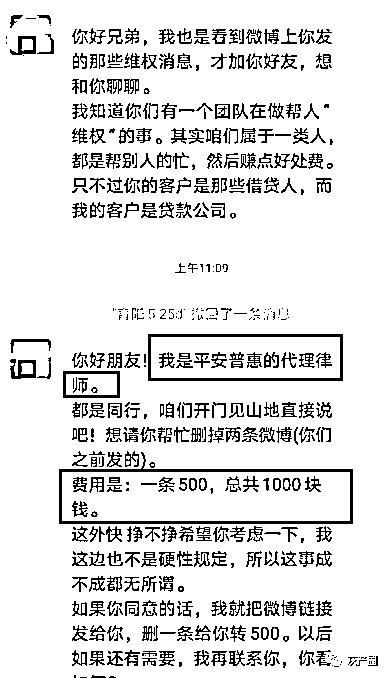 你好兄弟，我也是看到微博上你发
的那些维权消息，才加你好友，想
和你聊聊。
我知道你们有一个团队在做帮人“
维权”的事。其实咱们属于一类人，
都是帮别人的忙，然后赚点好处费。
只不过你的客户是那些借贷人，而
我的客户是贷款公司。
上午11:09
了一条消息
你好朋友！我是平安普惠的代理律
师。
都是同行，咱们开门见山地直接说
吧！想请你帮忙删掉两条微博(你们
之前发的)。
费用是：一条500，总共1000块
钱。
这外快挣不挣希望你考虑一下，我
这边也不是硬性规定，所以这事成
不成都无所谓。
如果你同意的话，我就把微博链接
发给你，删一条给你转500。以后
如果还有需要，我再联系你，你看
灰产圈